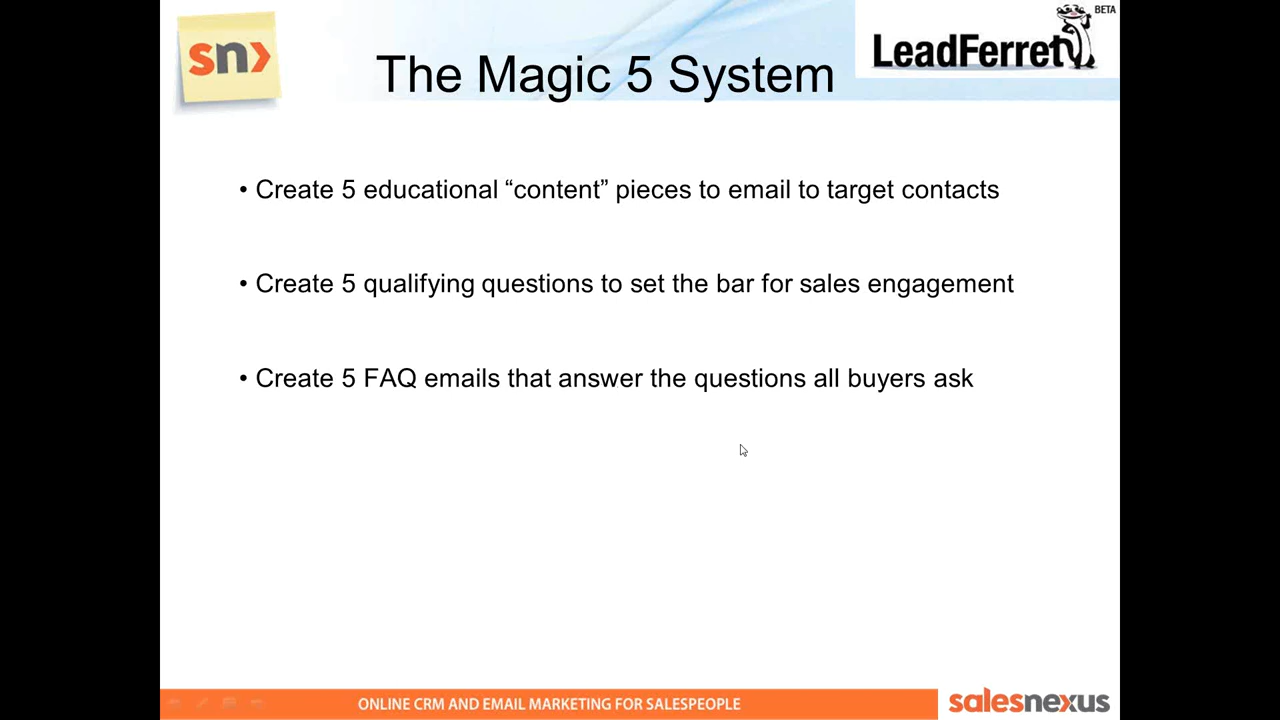 sn>
BETA
LeadFerret
The Magic 5 System
• Create 5 educational “content” pieces to email to target contacts
• Create 5 qualifying questions to set the bar for sales engagement
• Create 5 FAQ emails that answer the questions all buyers ask
ONLINE CRM AND EMAIL MARKETING FOR SALESPEOPLE
salesnexus